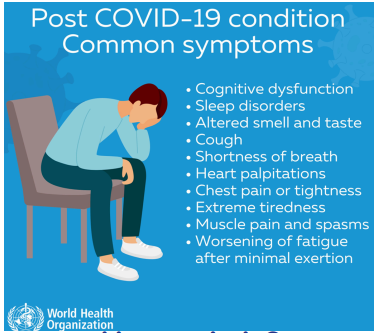 Post COVID-19 condition
Common symptoms
• Cognitive dysfunction
• Sleep disorders
• Altered smell and taste
• Cough
• Shortness of breath
• Heart palpitations
• Chest pain or tightness
• Extreme tiredness
• Muscle pain and spasms
• Worsening of fatigue
after minimal exertion
World Health
Organization